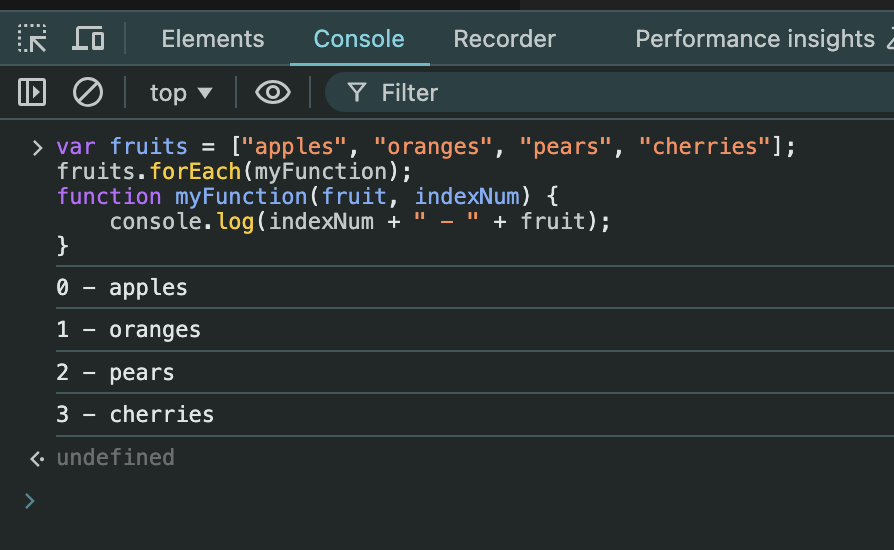 Elements Console Recorder Performance insights
top Filter
var fruits = ["apples", "oranges", "pears", "cherries"];
fruits.forEach(myFunction);
function myFunction(fruit, indexNum) {
    console.log(indexNum + " - " + fruit);
}
0 - apples
1 - oranges
2 - pears
3 - cherries
undefined